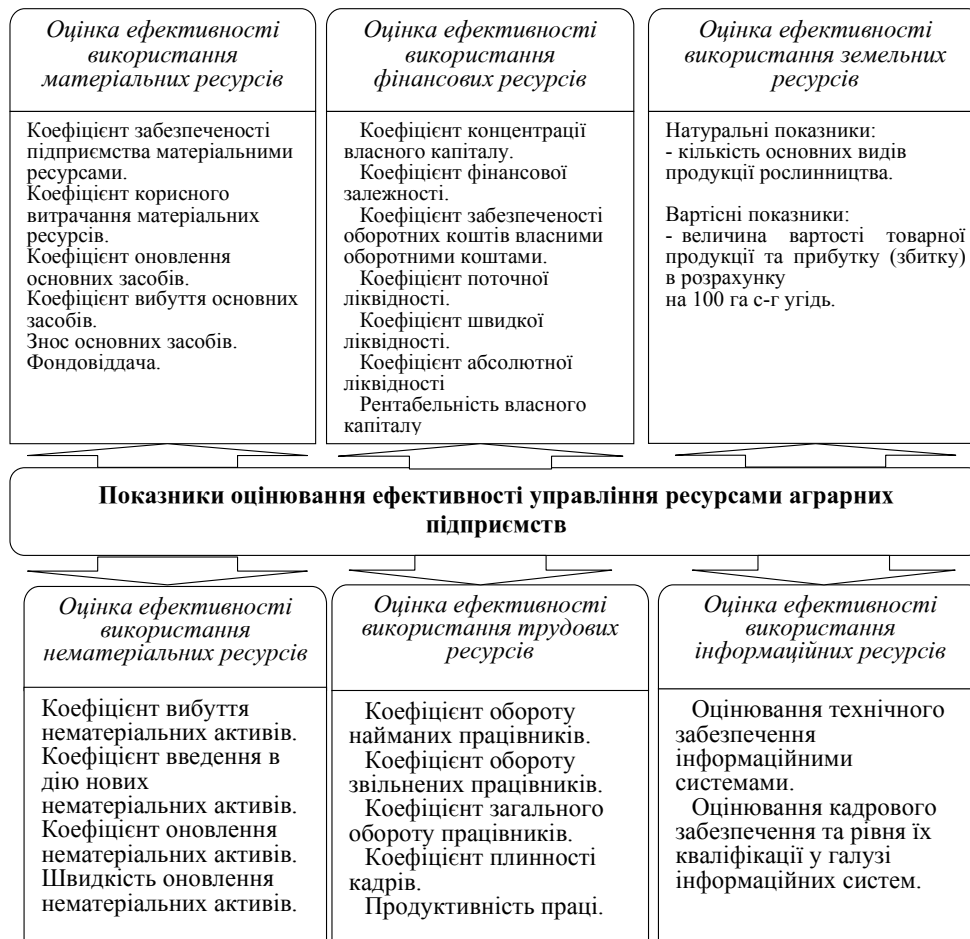 Оцінка ефективності
використання
матеріальних ресурсів
Коефіцієнт забезпеченості
підприємства матеріальними
ресурсами.
Коефіцієнт корисного
витрачання матеріальних
ресурсів.
Коефіцієнт оновлення
основних засобів.
Коефіцієнт вибуття основних
засобів.
Знос основних засобів.
Фондовіддача.
Оцінка ефективності
використання
фінансових ресурсів
Коефіцієнт концентрації
власного капіталу.
Коефіцієнт фінансової
залежності.
Коефіцієнт забезпеченості
оборотних коштів власними
оборотними коштами.
Коефіцієнт поточної
ліквідності.
Коефіцієнт швидкої
ліквідності.
Коефіцієнт абсолютної
ліквідності
Рентабельність власного
капіталу
Оцінка ефективності
використання земельних
ресурсів
Натуральні показники:
- кількість основних видів
продукції рослинництва.
Вартісні показники:
- величина вартості товарної
продукції та прибутку (збитку)
в розрахунку
на 100 га с-г угідь.
Показники оцінювання ефективності управління ресурсами аграрних
підприємств
Оцінка ефективності
використання
нематеріальних ресурсів
Коефіцієнт вибуття
нематеріальних активів.
Коефіцієнт введення в
дію нових
нематеріальних активів.
Коефіцієнт оновлення
нематеріальних активів.
Швидкість оновлення
нематеріальних активів.
Оцінка ефективності
використання трудових
ресурсів
Коефіцієнт обороту
найманих працівників.
Коефіцієнт обороту
звільнених працівників.
Коефіцієнт загального
обороту працівників.
Коефіцієнт плинності
кадрів.
Продуктивність праці.
Оцінка ефективності
використання
інформаційних ресурсів
Оцінювання технічного
забезпечення
інформаційними
системами.
Оцінювання кадрового
забезпечення та рівня їх
кваліфікації у галузі
інформаційних систем.